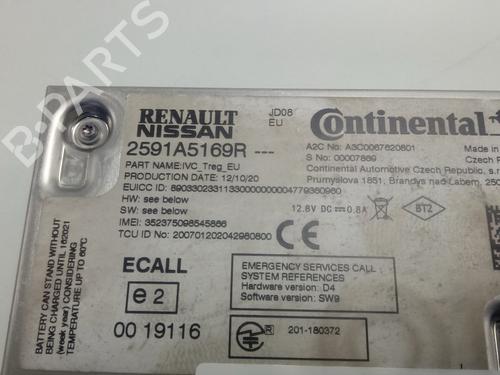 RENAULT
NISSAN
JD08
EU
Continental
2591A5169R ---
PART NAME:IVC_Treg_EU
PRODUCTION DATE: 12/10/20
EUICC ID: 89033023311330000000004779360960
HW: see below
SW: see below
IMEI: 352375098545866
TCU ID No: 200701202042980800
A2C No: A3C0067620801
S No: 00007869
Continental Automotive Czech Republic, s.r.
Prumyslova 1851, Brandys nad Labem, 250
Made in
Czech R
12.8V DC 0.8A
BT2
CE
BATTERY CAN STAND WITHOUT
BEING CHARGED UNTIL 162021
(week year) CONSIDERING
TEMPERATURE UP TO 60°C
ECALL
e2
00 19116
EMERGENCY SERVICES CALL
SYSTEM REFERENCES
Hardware version: D4
Software version: SW9
R
201-180372
B-PARTS